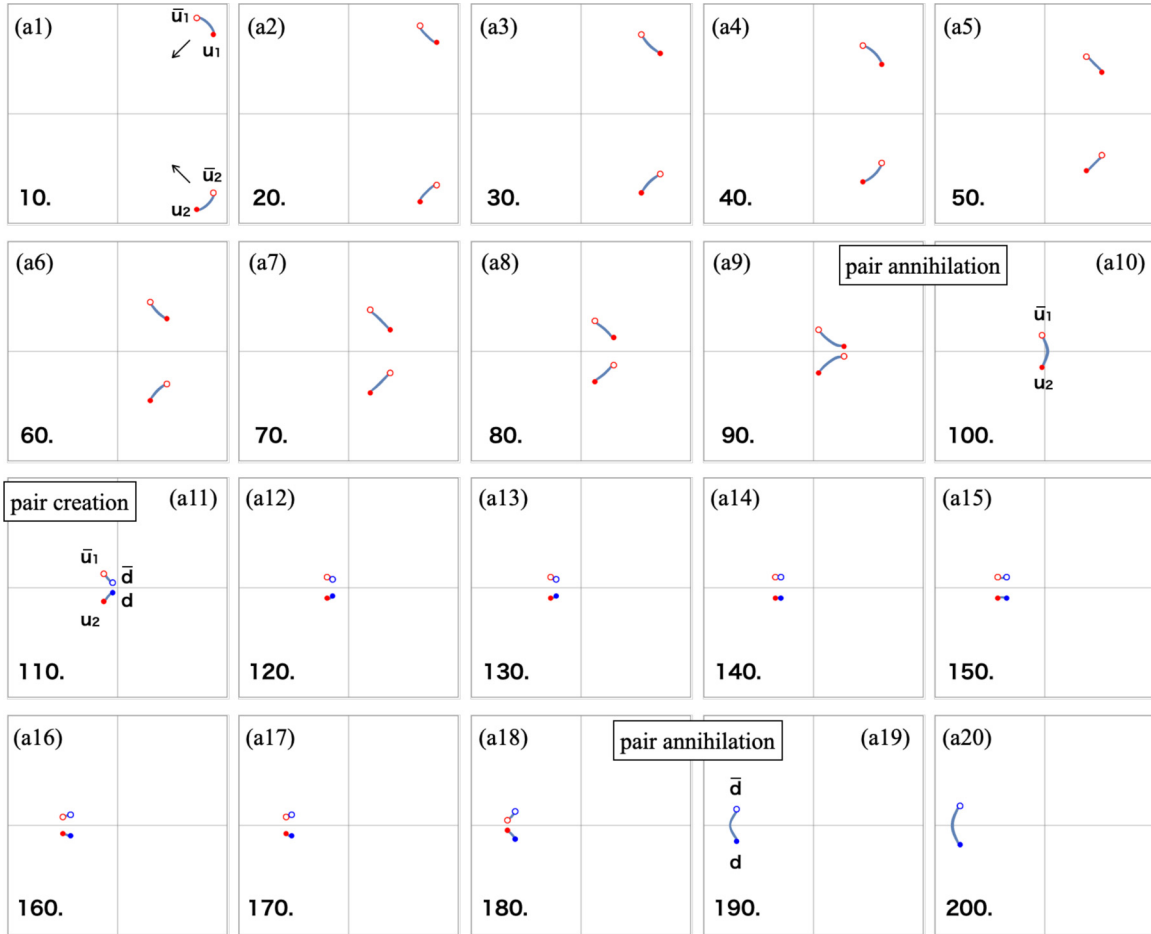 (a1) ū1 u1 ū2 u2 10.
(a2) 20.
(a3) 30.
(a4) 40.
(a5) 50.
(a6) 60.
(a7) 70.
(a8) 80.
(a9) 90.
pair annihilation
(a10) ū1 u2 100.
pair creation
(a11) ū1 d̄ d u2 110.
(a12) 120.
(a13) 130.
(a14) 140.
(a15) 150.
(a16) 160.
(a17) 170.
(a18) 180.
pair annihilation
(a19) d̄ d 190.
(a20) 200.